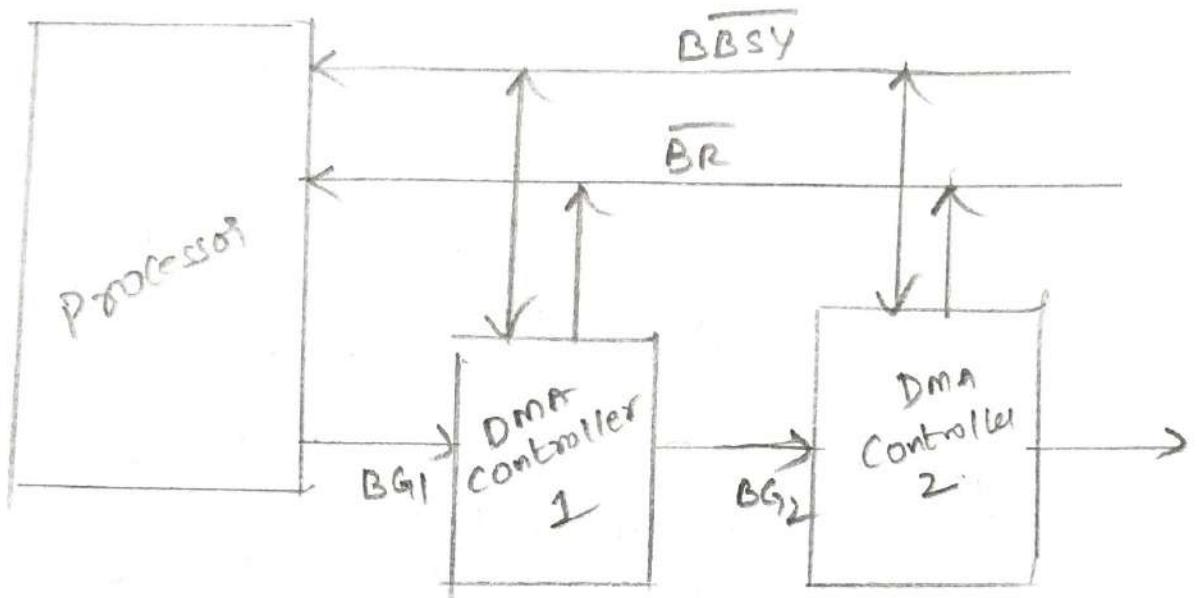 BBSY
BR
Processor
DMA
Controller
1
DMA
Controller
2
BG1
BG2